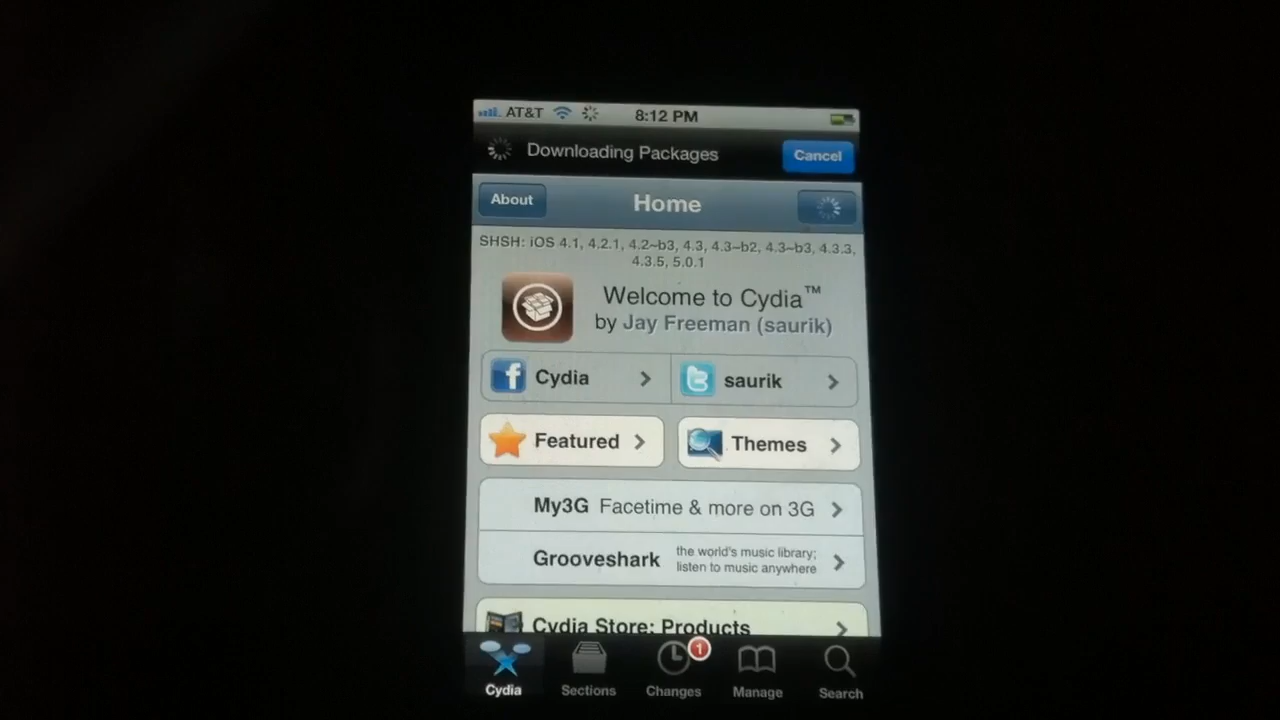 AT&T 8:12 PM
Downloading Packages Cancel
About Home
SHSH: iOS 4.1, 4.2.1, 4.2~b3, 4.3, 4.3~b2, 4.3~b3, 4.3.3,
4.3.5, 5.0.1
Welcome to Cydia™
by Jay Freeman (saurik)
f Cydia t saurik
Featured Themes
My3G Facetime & more on 3G
Grooveshark the world's music library;
listen to music anywhere
Cydia Store: Products
1
Cydia Sections Changes Manage Search